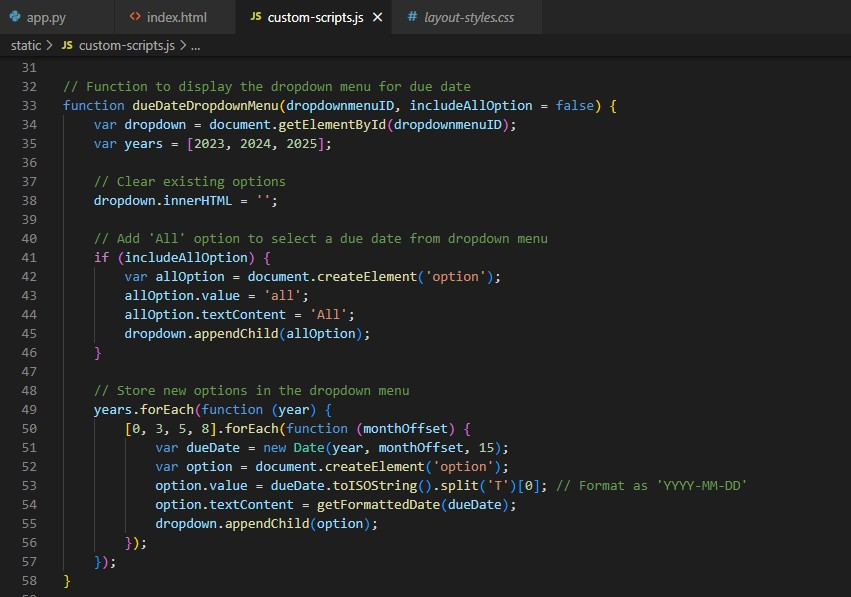 app.py index.html JS custom-scripts.js # layout-styles.css
static > JS custom-scripts.js > ...
31
32 // Function to display the dropdown menu for due date
33 function dueDateDropdownMenu(dropdownmenuID, includeAllOption = false) {
34     var dropdown = document.getElementById(dropdownmenuID);
35     var years = [2023, 2024, 2025];
36
37     // Clear existing options
38     dropdown.innerHTML = '';
39
40     // Add 'All' option to select a due date from dropdown menu
41     if (includeAllOption) {
42         var allOption = document.createElement('option');
43         allOption.value = 'all';
44         allOption.textContent = 'All';
45         dropdown.appendChild(allOption);
46     }
47
48     // Store new options in the dropdown menu
49     years.forEach(function (year) {
50         [0, 3, 5, 8].forEach(function (monthOffset) {
51             var dueDate = new Date(year, monthOffset, 15);
52             var option = document.createElement('option');
53             option.value = dueDate.toISOString().split('T')[0]; // Format as 'YYYY-MM-DD'
54             option.textContent = getFormattedDate(dueDate);
55             dropdown.appendChild(option);
56         });
57     });
58 }